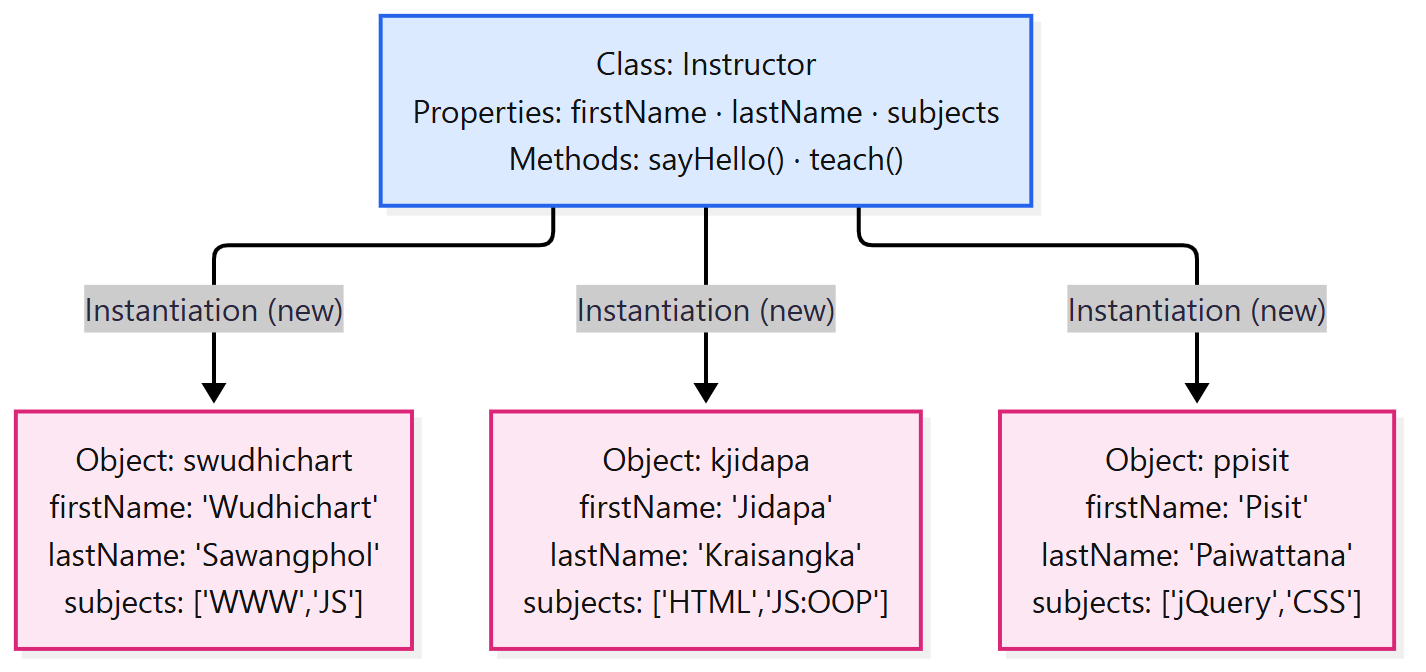 Class: Instructor
Properties: firstName · lastName · subjects
Methods: sayHello() · teach()
Instantiation (new)
Instantiation (new)
Instantiation (new)
Object: swudhichart
firstName: 'Wudhichart'
lastName: 'Sawangphol'
subjects: ['WWW','JS']
Object: kjidapa
firstName: 'Jidapa'
lastName: 'Kraisangka'
subjects: ['HTML','JS:OOP']
Object: ppisit
firstName: 'Pisit'
lastName: 'Paiwattana'
subjects: ['jQuery','CSS']